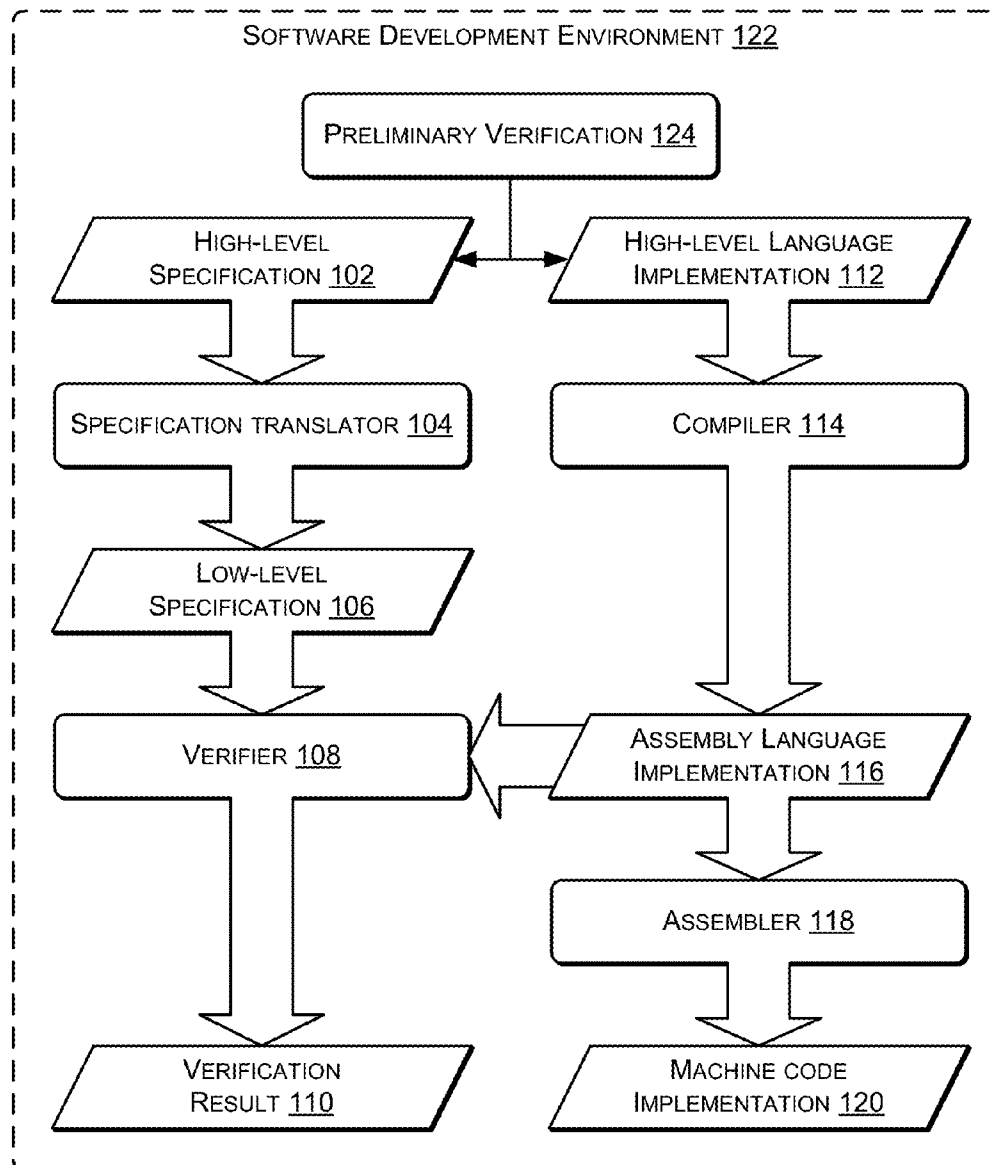 SOFTWARE DEVELOPMENT ENVIRONMENT 122
PRELIMINARY VERIFICATION 124
HIGH-LEVEL
SPECIFICATION 102
HIGH-LEVEL LANGUAGE
IMPLEMENTATION 112
SPECIFICATION TRANSLATOR 104
COMPILER 114
LOW-LEVEL
SPECIFICATION 106
VERIFIER 108
ASSEMBLY LANGUAGE
IMPLEMENTATION 116
ASSEMBLER 118
VERIFICATION
RESULT 110
MACHINE CODE
IMPLEMENTATION 120